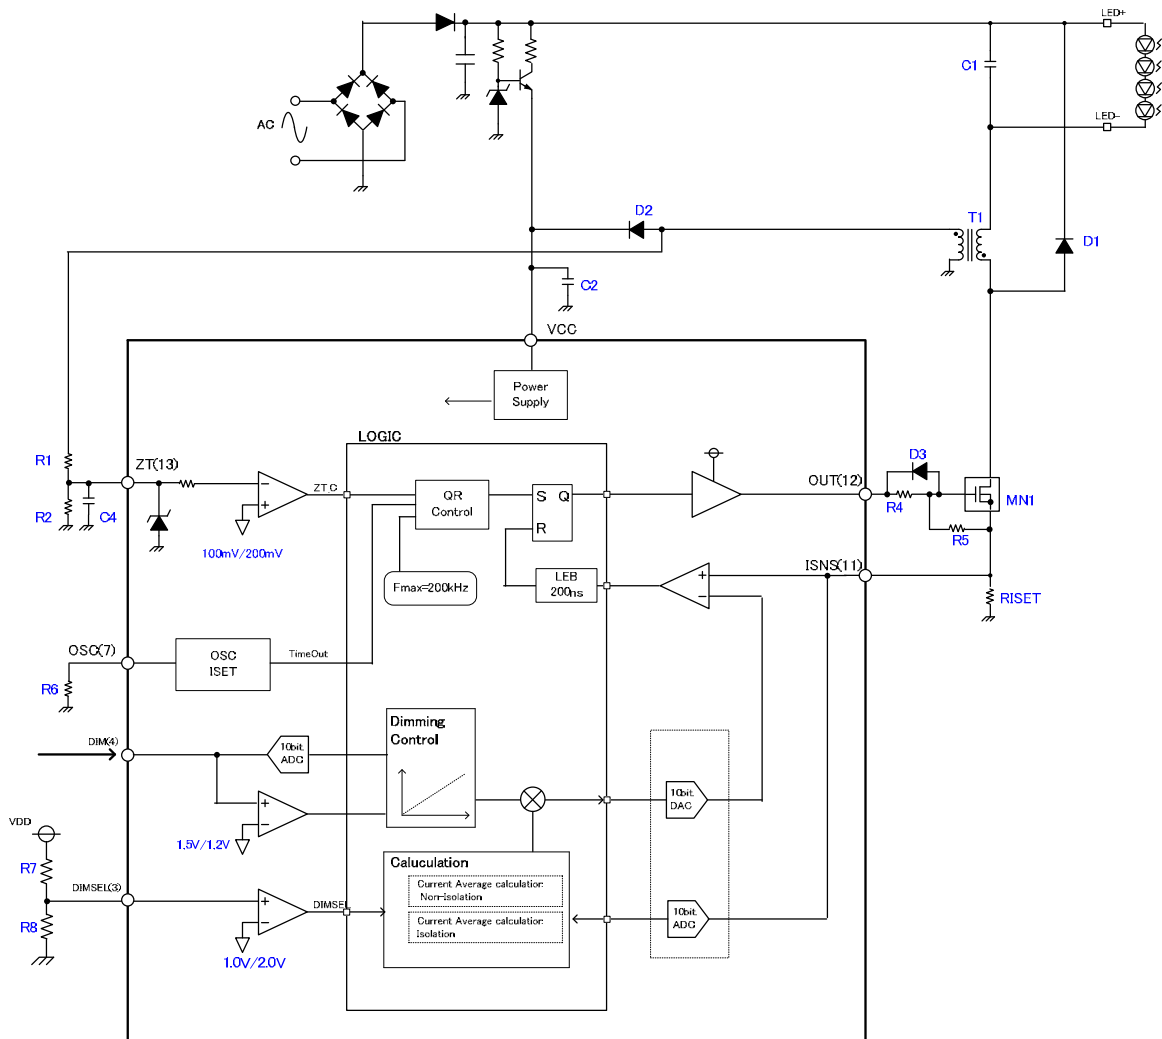 LED+
C1
LED-
AC
D2
T1
D1
C2
VCC
Power
Supply
LOGIC
R1
ZT(13)
D3
ZT_C
OUT(12)
QR
Control
S Q
R
R4
MN1
R2
C4
R5
100mV/200mV
ISNS(11)
Fmax=200kHz
LEB
200ns
RISET
OSC(7)
OSC
ISET
TimeOut
R6
DIM(4)
10bit
ADC
Dimming
Control
10bit
DAC
VDD
1.5V/1.2V
R7
Caluculation
DIMSEL(3)
DIMSEL
Current Average calculation:
Non-isolation
Current Average calculation:
Isolation
10bit
ADC
R8
1.0V/2.0V